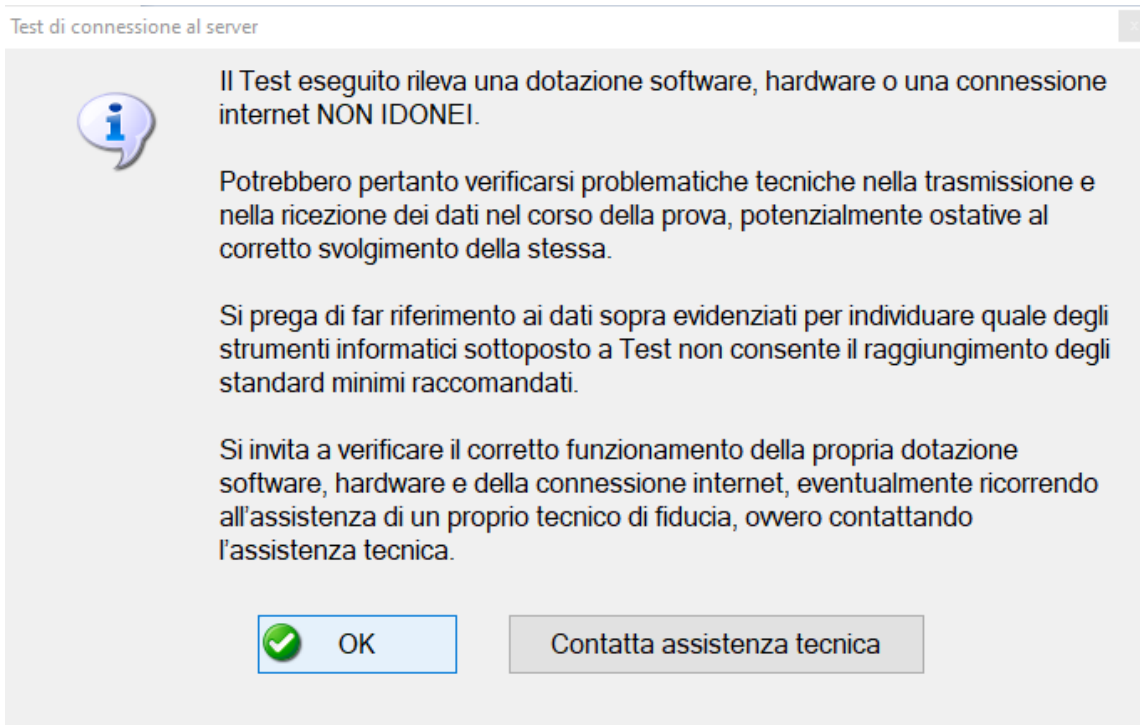 Test di connessione al server
Il Test eseguito rileva una dotazione software, hardware o una connessione
internet NON IDONEI.
Potrebbero pertanto verificarsi problematiche tecniche nella trasmissione e
nella ricezione dei dati nel corso della prova, potenzialmente ostative al
corretto svolgimento della stessa.
Si prega di far riferimento ai dati sopra evidenziati per individuare quale degli
strumenti informatici sottoposto a Test non consente il raggiungimento degli
standard minimi raccomandati.
Si invita a verificare il corretto funzionamento della propria dotazione
software, hardware e della connessione internet, eventualmente ricorrendo
all'assistenza di un proprio tecnico di fiducia, ovvero contattando
l'assistenza tecnica.
OK
Contatta assistenza tecnica